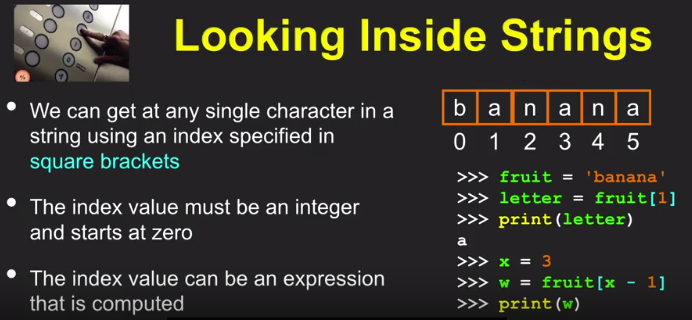 Looking Inside Strings
• We can get at any single character in a
string using an index specified in
square brackets
• The index value must be an integer
and starts at zero
• The index value can be an expression
that is computed
b a n a n a
0 1 2 3 4 5
>>> fruit = 'banana'
>>> letter = fruit[1]
>>> print(letter)
a
>>> x = 3
>>> w = fruit[x - 1]
>>> print(w)